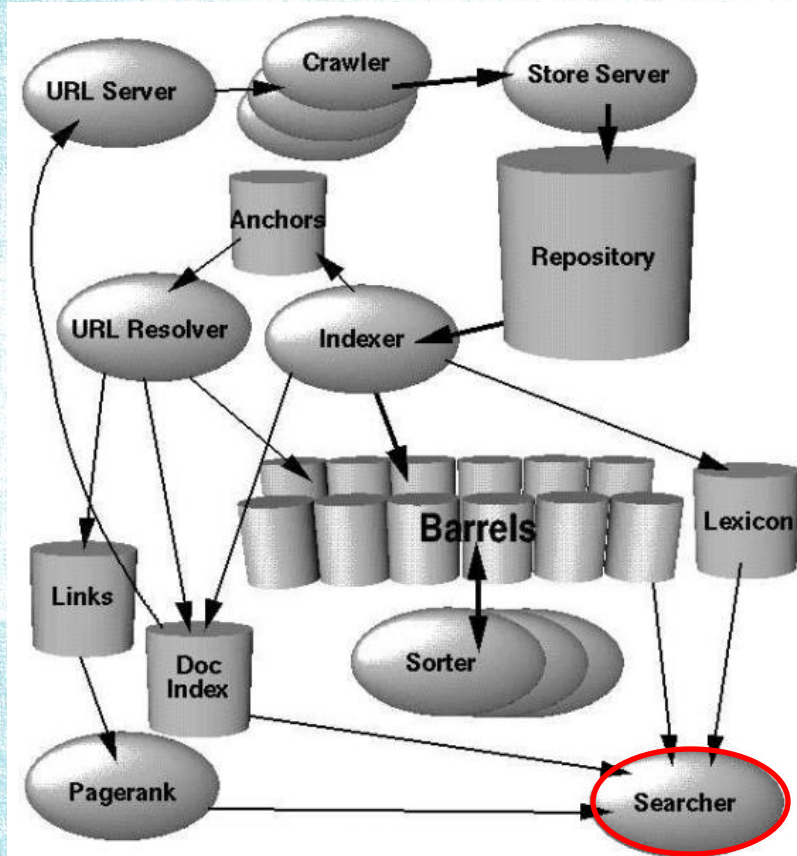 Crawler
URL Server
Store Server
Anchors
Repository
URL Resolver
Indexer
Barrels
Lexicon
Links
Doc
Index
Sorter
Pagerank
Searcher